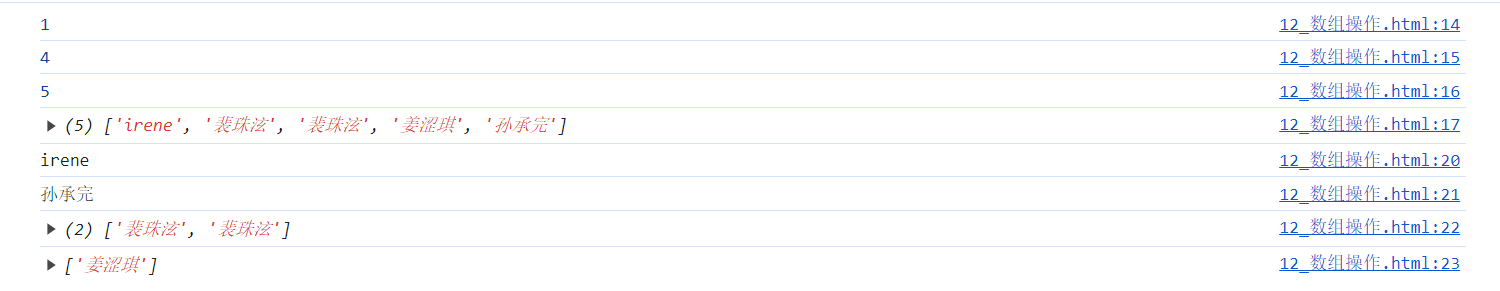 1 12_数组操作.html:14
4 12_数组操作.html:15
5 12_数组操作.html:16
▶ (5) ['irene', '裴珠泫', '裴珠泫', '姜涩琪', '孙承完'] 12_数组操作.html:17
irene 12_数组操作.html:20
孙承完 12_数组操作.html:21
▶ (2) ['裴珠泫', '裴珠泫'] 12_数组操作.html:22
▶ ['姜涩琪'] 12_数组操作.html:23